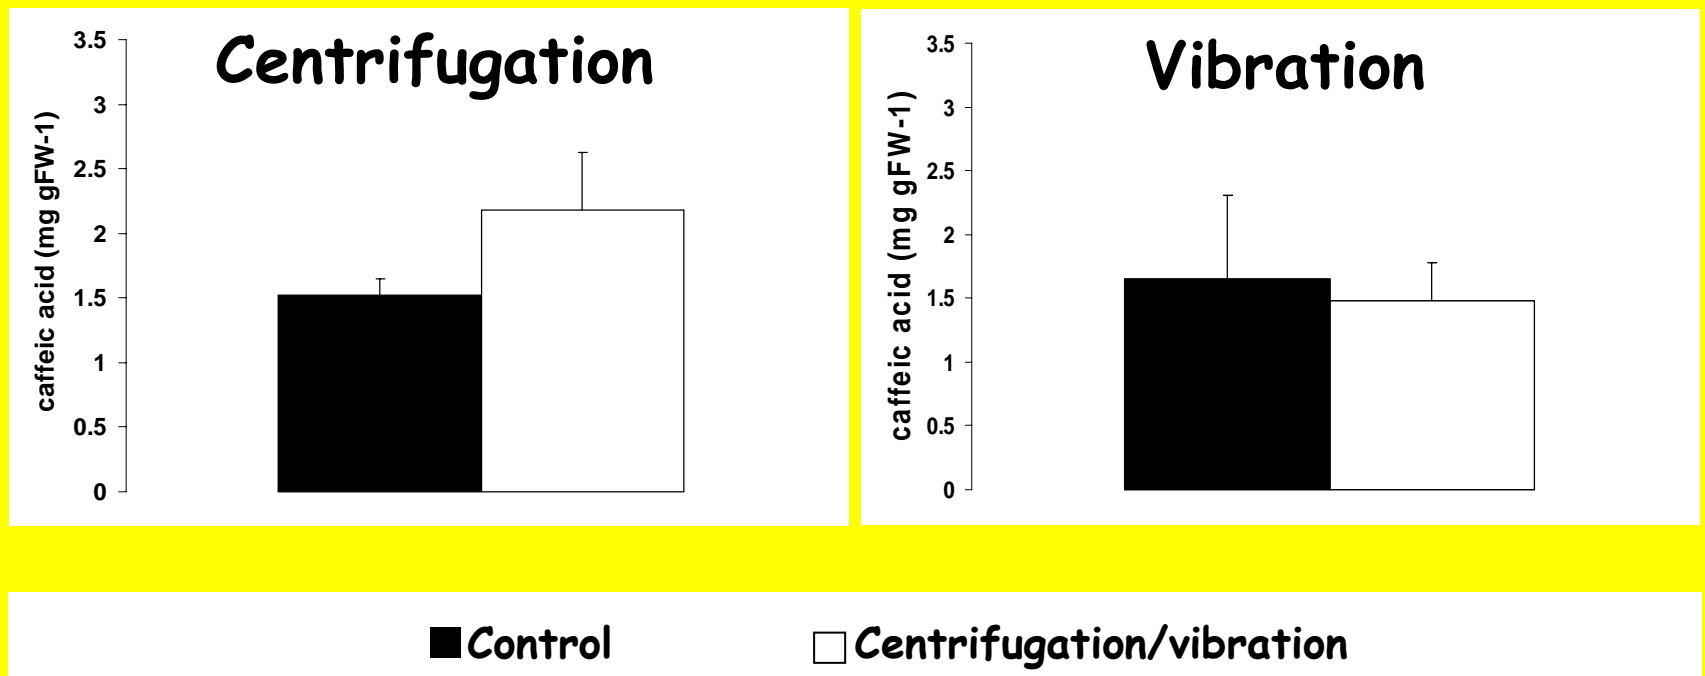 Centrifugation
caffeic acid (mg gFW-1)
3.5
3
2.5
2
1.5
1
0.5
0
Vibration
caffeic acid (mg gFW-1)
3.5
3
2.5
2
1.5
1
0.5
0
Control
Centrifugation/vibration